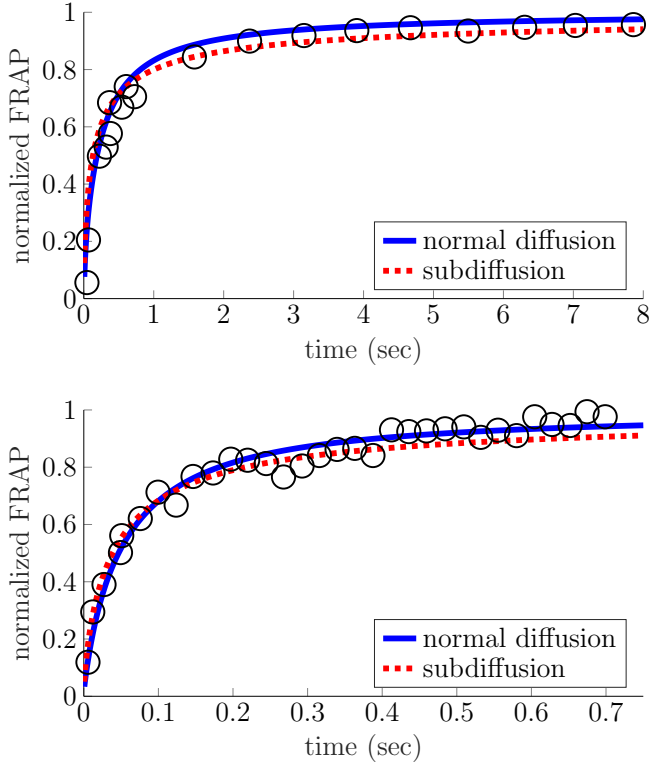 1
0.8
0.6
0.4
0.2
0
normalized FRAP
normal diffusion
subdiffusion
0 1 2 3 4 5 6 7 8
time (sec)
1
0.8
0.6
0.4
0.2
0
normalized FRAP
normal diffusion
subdiffusion
0 0.1 0.2 0.3 0.4 0.5 0.6 0.7
time (sec)